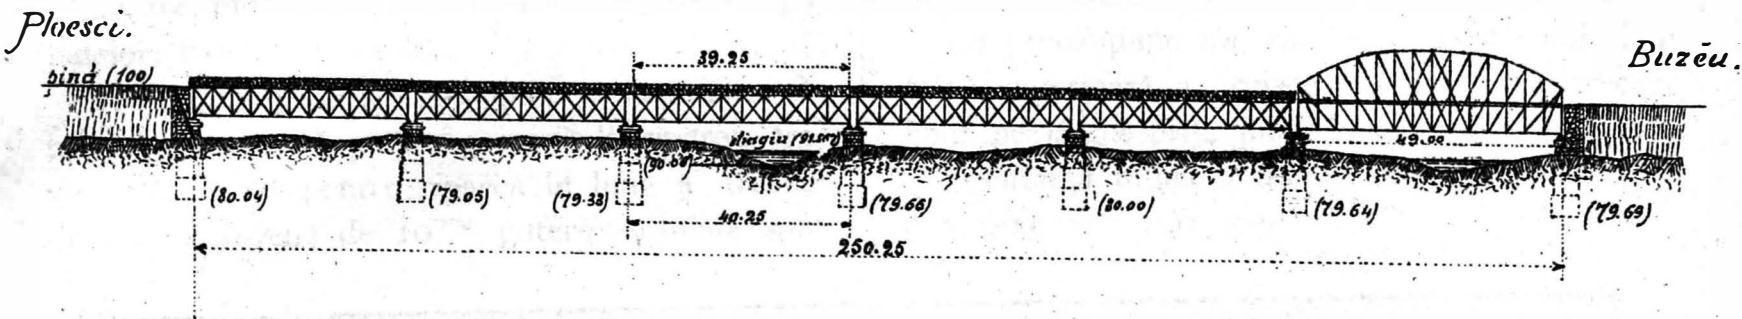 Ploesci.
Buzĕu.
șină (100)
39.25
etiagiu
49.00
(80.04)
(79.05)
(79.33)
(79.66)
(80.00)
(79.64)
(79.69)
40.25
250.25